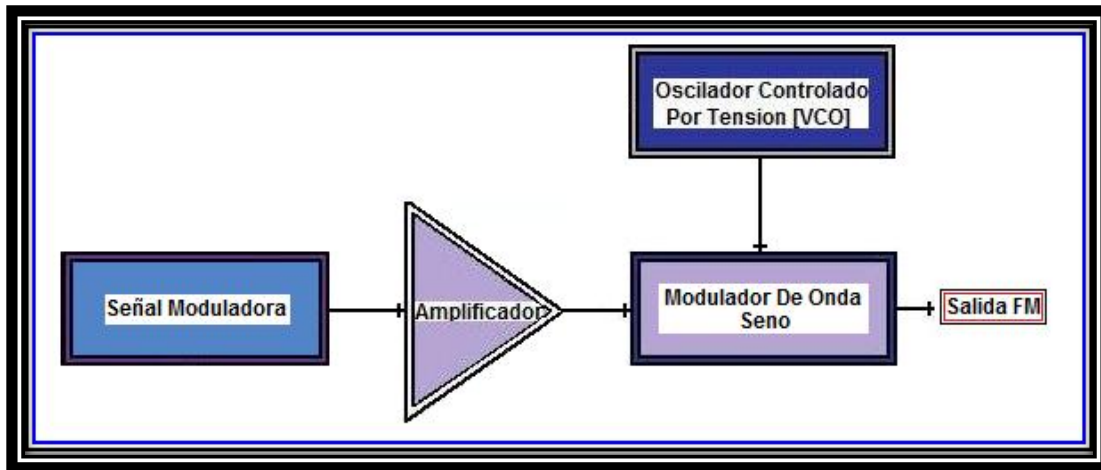 Oscilador Controlado
Por Tension [VCO]
Señal Moduladora
Amplificador
Modulador De Onda
Seno
Salida FM